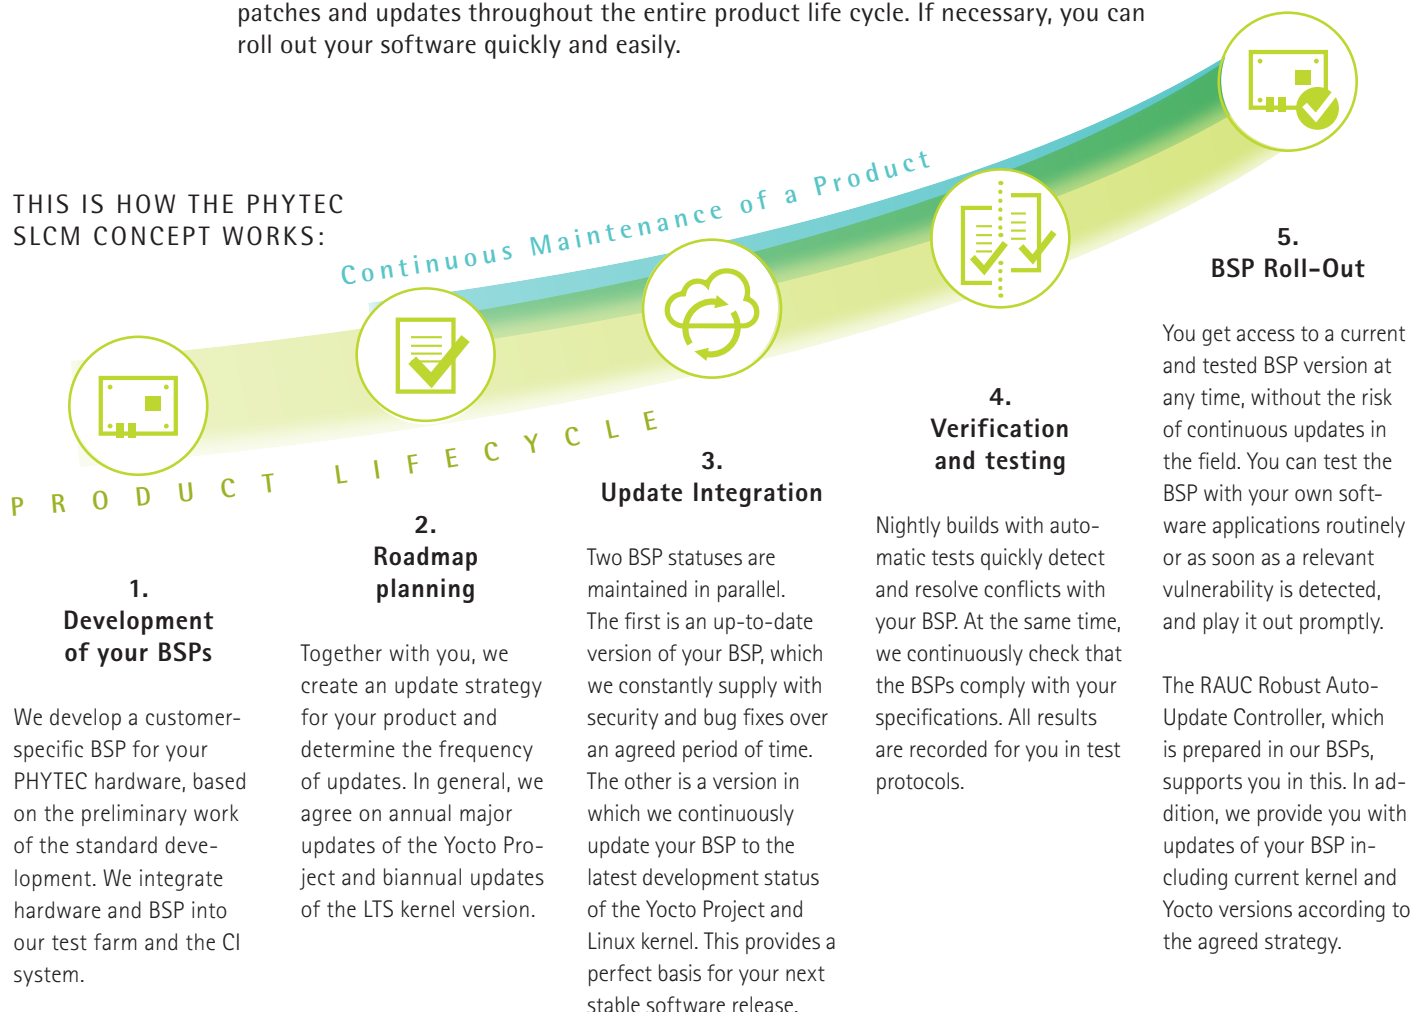 patches and updates throughout the entire product life cycle. If necessary, you can
roll out your software quickly and easily.
THIS IS HOW THE PHYTEC
SLCM CONCEPT WORKS:
Continuous Maintenance of a Product
PRODUCT LIFECYCLE
1.
Development
of your BSPs
We develop a customer-
specific BSP for your
PHYTEC hardware, based
on the preliminary work
of the standard deve-
lopment. We integrate
hardware and BSP into
our test farm and the CI
system.
2.
Roadmap
planning
Together with you, we
create an update strategy
for your product and
determine the frequency
of updates. In general, we
agree on annual major
updates of the Yocto Pro-
ject and biannual updates
of the LTS kernel version.
3.
Update Integration
Two BSP statuses are
maintained in parallel.
The first is an up-to-date
version of your BSP, which
we constantly supply with
security and bug fixes over
an agreed period of time.
The other is a version in
which we continuously
update your BSP to the
latest development status
of the Yocto Project and
Linux kernel. This provides a
perfect basis for your next
stable software release.
4.
Verification
and testing
Nightly builds with auto-
matic tests quickly detect
and resolve conflicts with
your BSP. At the same time,
we continuously check that
the BSPs comply with your
specifications. All results
are recorded for you in test
protocols.
5.
BSP Roll-Out
You get access to a current
and tested BSP version at
any time, without the risk
of continuous updates in
the field. You can test the
BSP with your own soft-
ware applications routinely
or as soon as a relevant
vulnerability is detected,
and play it out promptly.
The RAUC Robust Auto-
Update Controller, which
is prepared in our BSPs,
supports you in this. In ad-
dition, we provide you with
updates of your BSP in-
cluding current kernel and
Yocto versions according to
the agreed strategy.